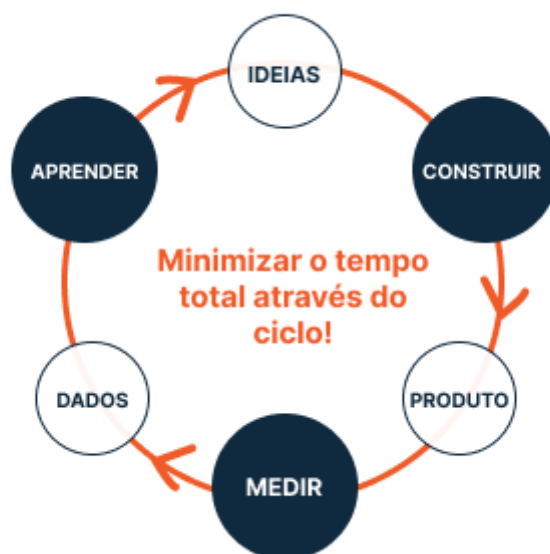 IDEIAS
APRENDER
CONSTRUIR
Minimizar o tempo
total através do
ciclo!
DADOS
PRODUTO
MEDIR